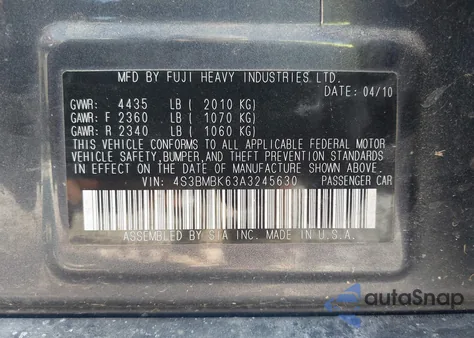 MFD BY FUJI HEAVY INDUSTRIES LTD.
DATE: 04/10
GVWR: 4435 LB ( 2010 KG)
GAWR: F 2360 LB ( 1070 KG)
GAWR: R 2340 LB ( 1060 KG)
THIS VEHICLE CONFORMS TO ALL APPLICABLE FEDERAL MOTOR
VEHICLE SAFETY, BUMPER, AND THEFT PREVENTION STANDARDS
IN EFFECT ON THE DATE OF MANUFACTURE SHOWN ABOVE.
VIN: 4S3BMBK63A3245630 PASSENGER CAR
ASSEMBLED BY SIA INC. MADE IN U.S.A.
autoSnap